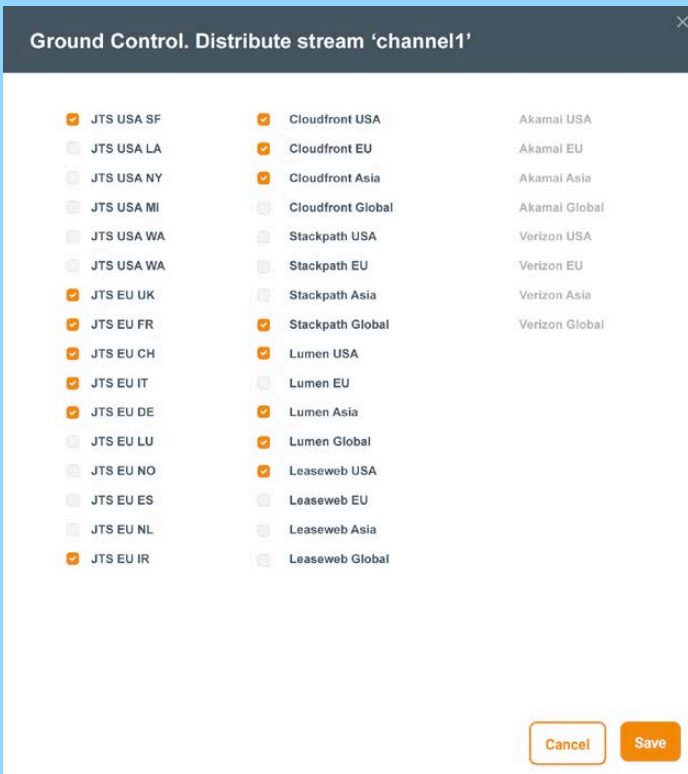 Ground Control. Distribute stream ‘channel1’
JTS USA SF
JTS USA LA
JTS USA NY
JTS USA MI
JTS USA WA
JTS USA WA
JTS EU UK
JTS EU FR
JTS EU CH
JTS EU IT
JTS EU DE
JTS EU LU
JTS EU NO
JTS EU ES
JTS EU NL
JTS EU IR
Cloudfront USA
Cloudfront EU
Cloudfront Asia
Cloudfront Global
Stackpath USA
Stackpath EU
Stackpath Asia
Stackpath Global
Lumen USA
Lumen EU
Lumen Asia
Lumen Global
Leaseweb USA
Leaseweb EU
Leaseweb Asia
Leaseweb Global
Akamai USA
Akamai EU
Akamai Asia
Akamai Global
Verizon USA
Verizon EU
Verizon Asia
Verizon Global
Cancel
Save